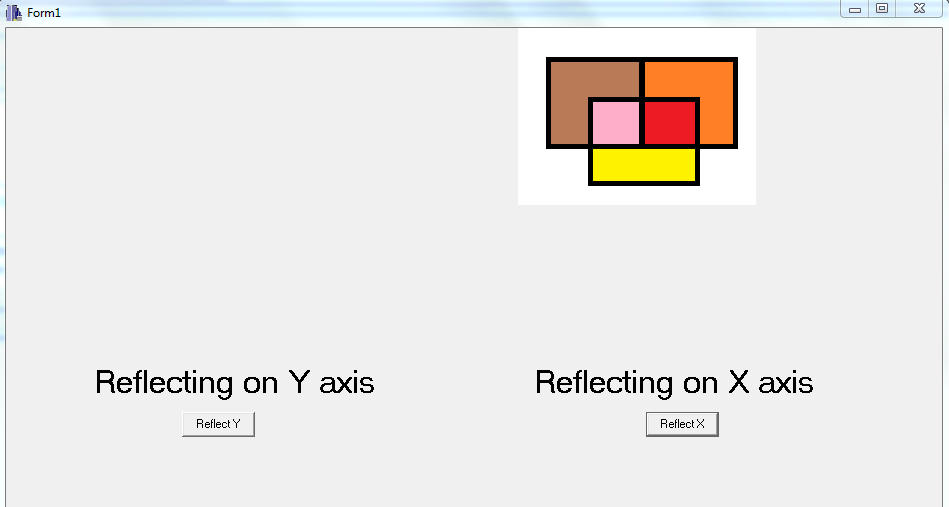 Form1
Reflecting on Y axis
Reflecting on X axis
Reflect Y
Reflect X